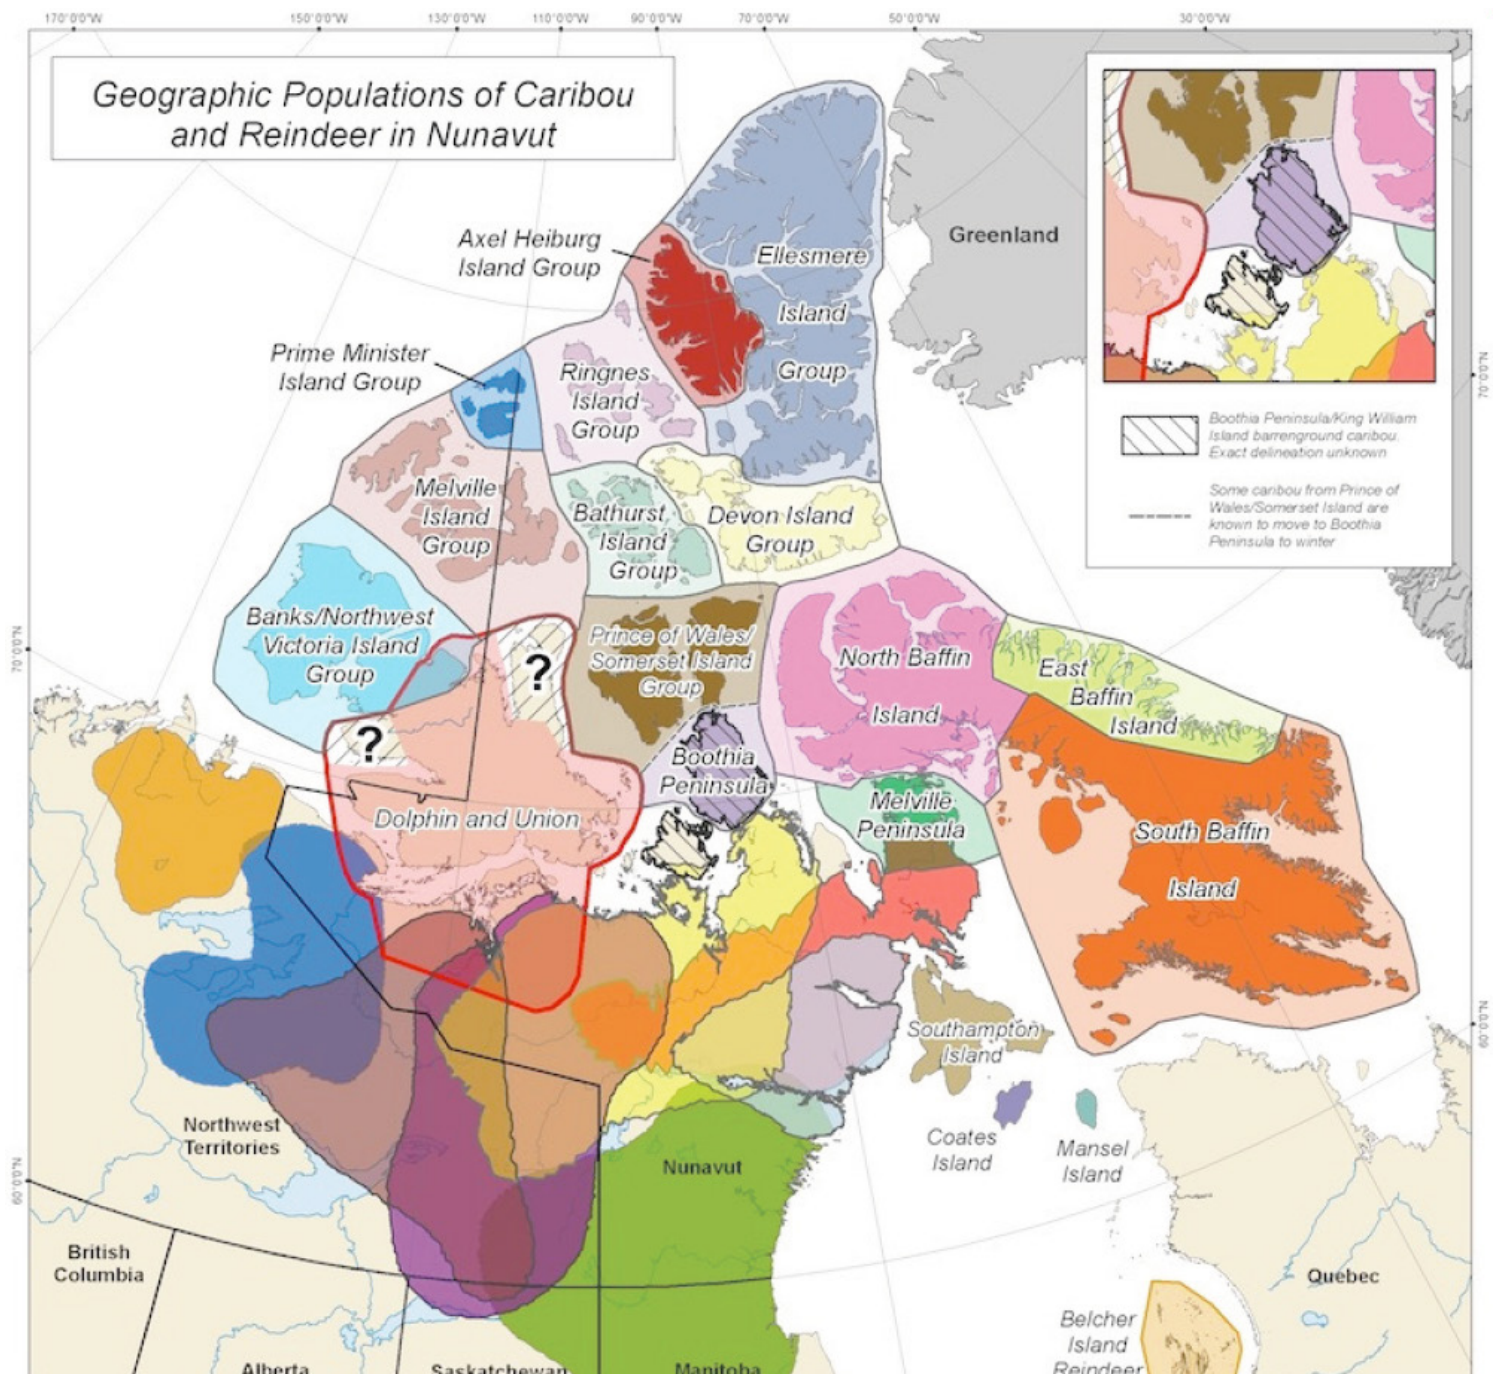 170°0'0"W
150°0'0"W
130°0'0"W
110°0'0"W
90°0'0"W
70°0'0"W
50°0'0"W
30°0'0"W
Geographic Populations of Caribou
and Reindeer in Nunavut
Greenland
Axel Heiburg
Island Group
Ellesmere
Island
Group
Prime Minister
Island Group
Ringnes
Island
Group
70°0'0"N
Boothia Peninsula/King William
Island barrenground caribou.
Exact delineation unknown
Some caribou from Prince of
Wales/Somerset Island are
known to move to Boothia
Peninsula to winter
Melville
Island
Group
Bathurst
Island
Group
Devon Island
Group
Banks/Northwest
Victoria Island
Group
Prince of Wales/
Somerset Island
Group
North Baffin
Island
East
Baffin
Island
70°0'0"N
?
?
Boothia
Peninsula
Dolphin and Union
Melville
Peninsula
South Baffin
Island
Southampton
Island
60°0'0"N
Coates
Island
Mansel
Island
Northwest
Territories
Nunavut
60°0'0"N
British
Columbia
Quebec
Belcher
Island
Reindeer
Alberta
Saskatchewan
Manitoba